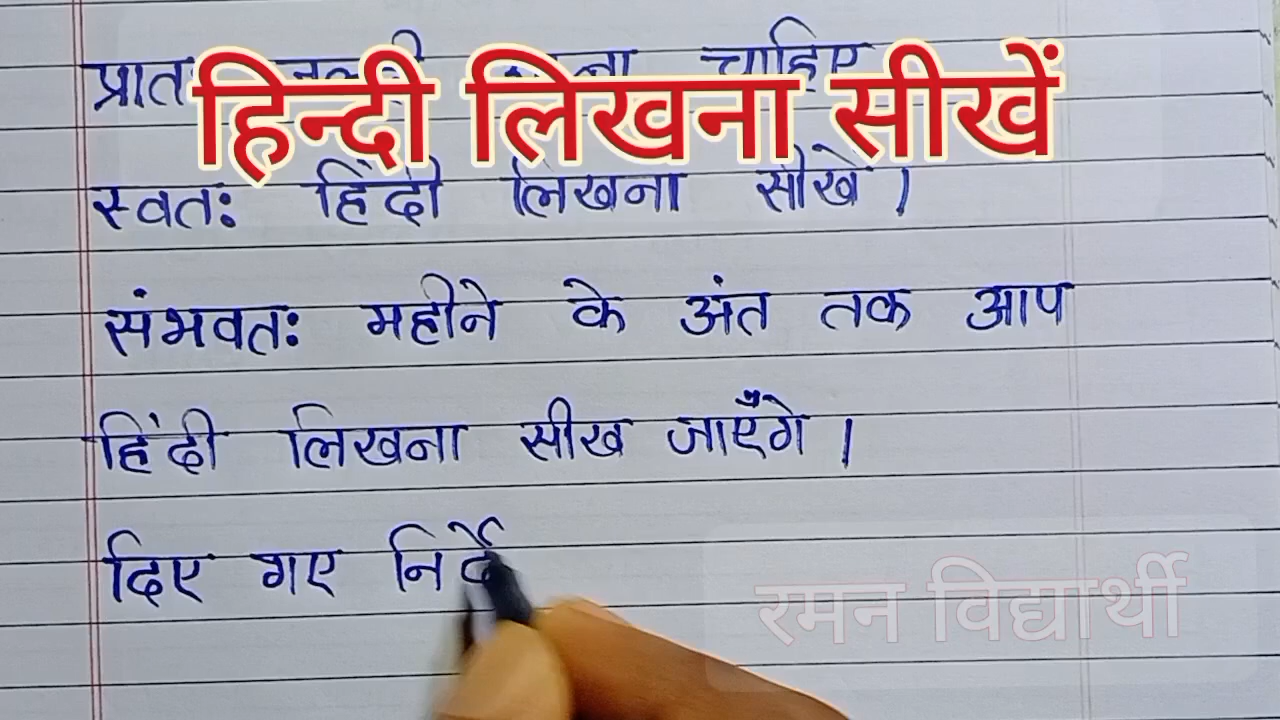 हिन्दी लिखना सीखें
चाहिए
स्वतः हिंदी लिखना सीखें।
संभवतः महीने के अंत तक आप
हिंदी लिखना सीख जाएँगे।
दिए गए निर्दे
रमन विद्यार्थी